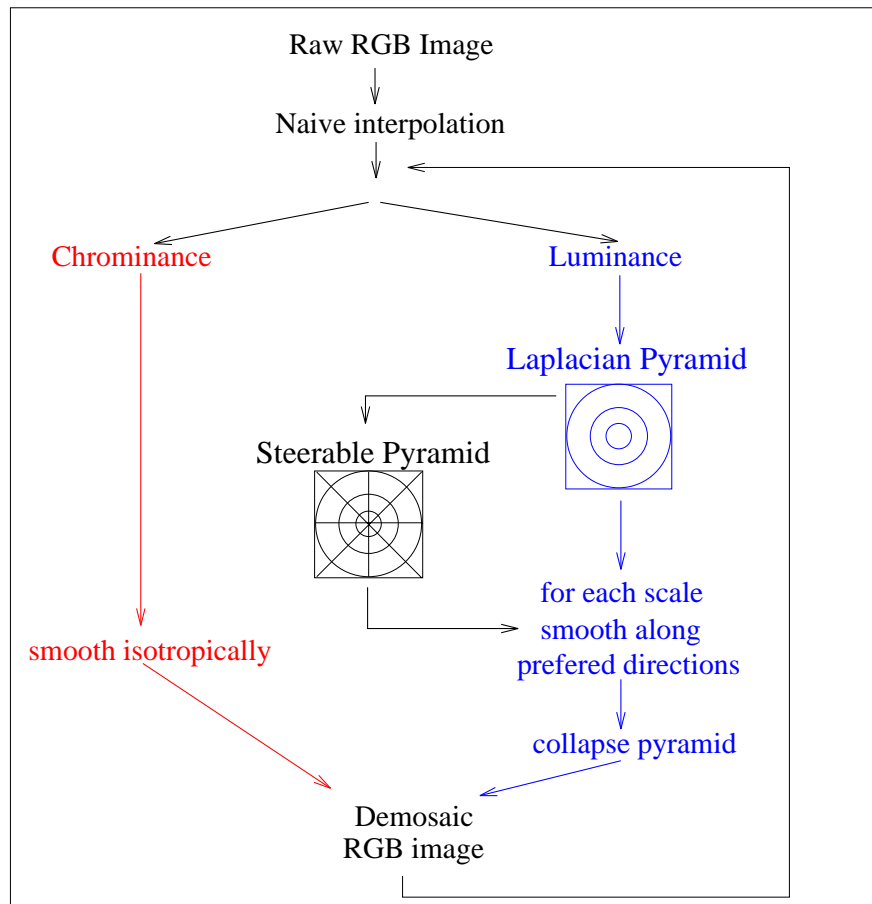 Raw RGB Image
Naive interpolation
Chrominance
Luminance
Laplacian Pyramid
Steerable Pyramid
for each scale
smooth along
prefered directions
smooth isotropically
collapse pyramid
Demosaic
RGB image